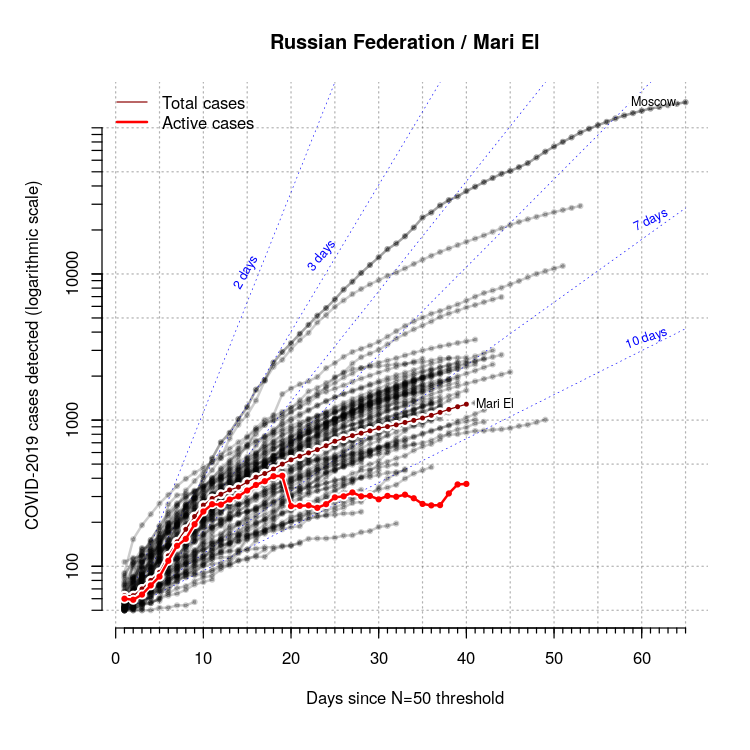 Russian Federation / Mari El
Total cases
Active cases
Moscow
2 days
3 days
7 days
10 days
Mari El
COVID-2019 cases detected (logarithmic scale)
10000
1000
100
0 10 20 30 40 50 60
Days since N=50 threshold